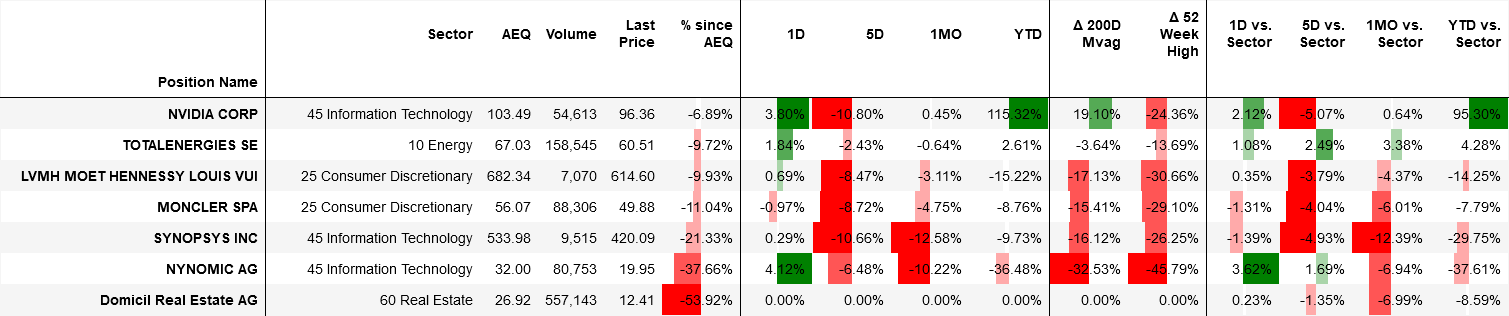 Position Name Sector AEQ Volume Last Price % since AEQ 1D 5D 1MO YTD Δ 200D Mvag Δ 52 Week High 1D vs. Sector 5D vs. Sector 1MO vs. Sector YTD vs. Sector
NVIDIA CORP 45 Information Technology 103.49 54,613 96.36 -6.89% 3.80% -10.80% 0.45% 115.32% 19.10% -24.36% 2.12% -5.07% 0.64% 95.30%
TOTALENERGIES SE 10 Energy 67.03 158,545 60.51 -9.72% 1.84% -2.43% -0.64% 2.61% -3.64% -13.69% 1.08% 2.49% 3.38% 4.28%
LVMH MOET HENNESSY LOUIS VUI 25 Consumer Discretionary 682.34 7,070 614.60 -9.93% 0.69% -8.47% -3.11% -15.22% -17.13% -30.66% 0.35% -3.79% -4.37% -14.25%
MONCLER SPA 25 Consumer Discretionary 56.07 88,306 49.88 -11.04% -0.97% -8.72% -4.75% -8.76% -15.41% -29.10% -1.31% -4.04% -6.01% -7.79%
SYNOPSYS INC 45 Information Technology 533.98 9,515 420.09 -21.33% 0.29% -10.66% -12.58% -9.73% -16.12% -26.25% -1.39% -4.93% -12.39% -29.75%
NYNOMIC AG 45 Information Technology 32.00 80,753 19.95 -37.66% 4.12% -6.48% -10.22% -36.48% -32.53% -45.79% 3.62% 1.69% -6.94% -37.61%
Domicil Real Estate AG 60 Real Estate 26.92 557,143 12.41 -53.92% 0.00% 0.00% 0.00% 0.00% 0.00% 0.00% 0.23% -1.35% -6.99% -8.59%